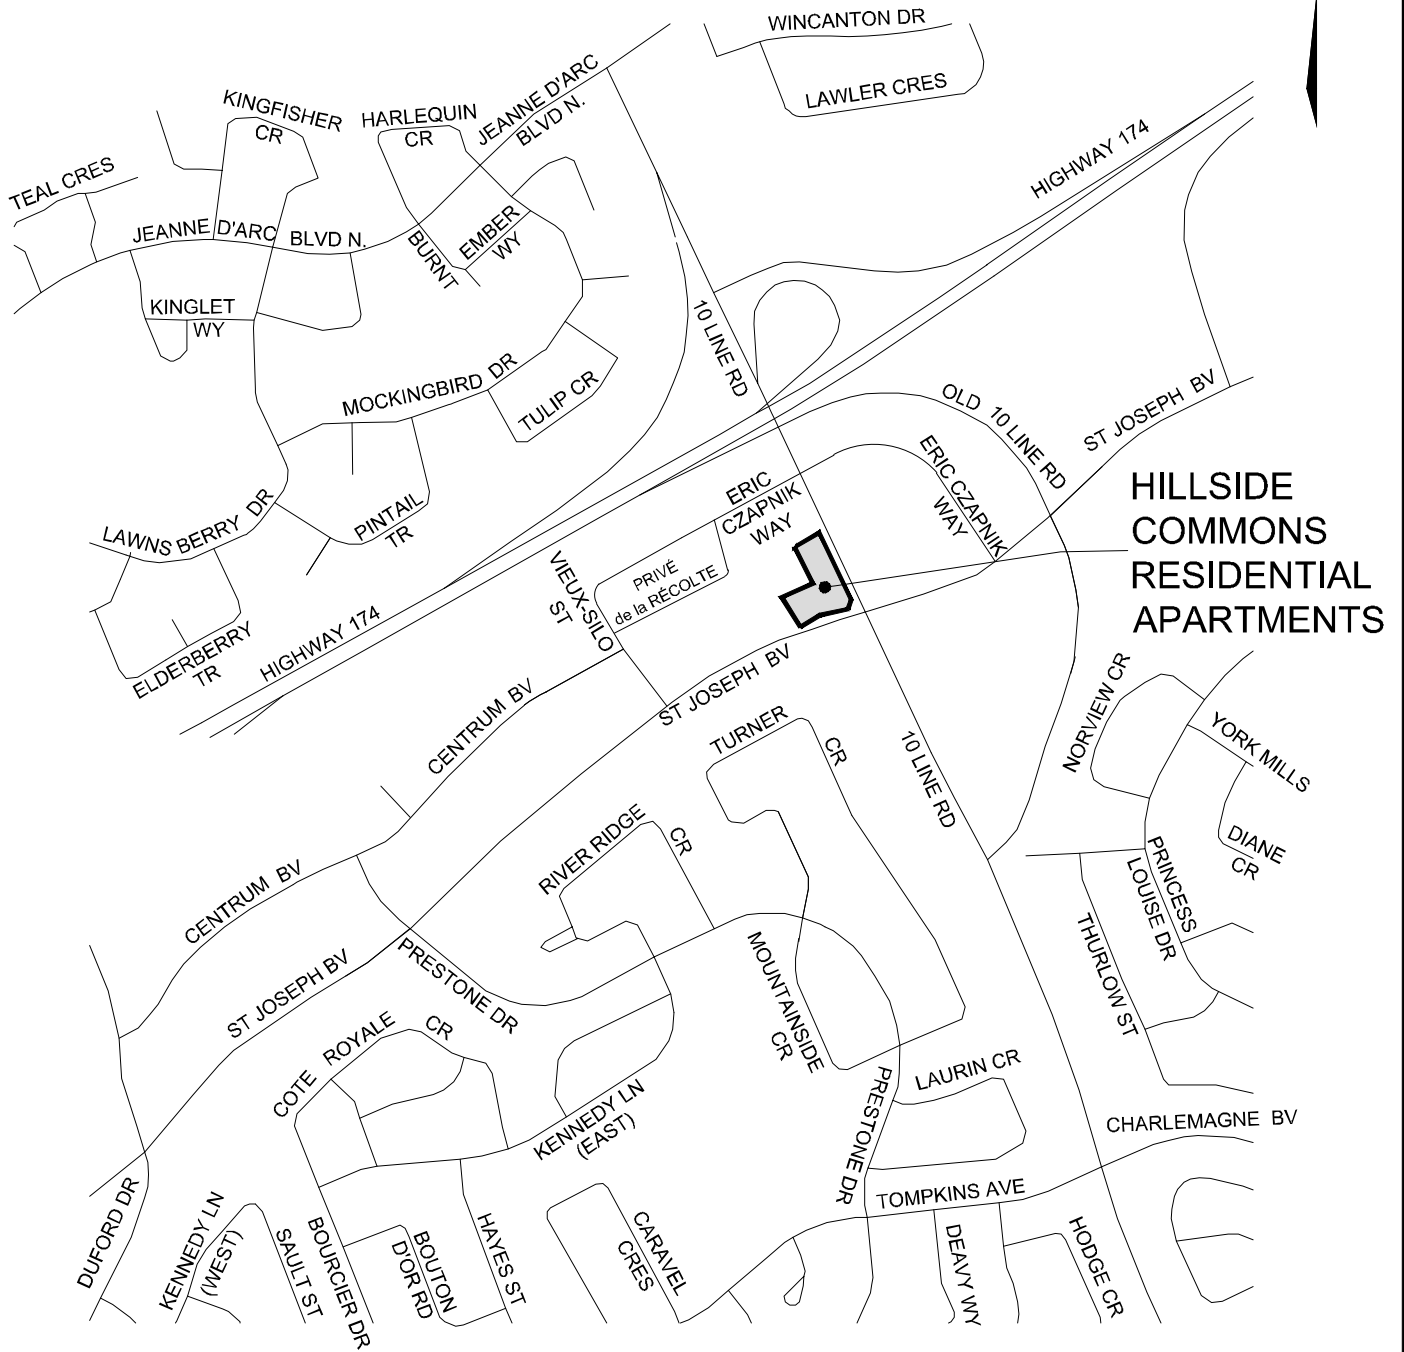 WINCANTON DR
LAWLER CRES
KINGFISHER
CR
HARLEQUIN
CR
JEANNE D'ARC
BLVD N.
TEAL CRES
JEANNE D'ARC BLVD N.
BURNT
EMBER
WY
HIGHWAY 174
KINGLET
WY
10 LINE RD
MOCKINGBIRD DR
TULIP CR
OLD 10 LINE RD
ST JOSEPH BV
ERIC CZAPNIK
WAY
ERIC
CZAPNIK
WAY
HILLSIDE
COMMONS
RESIDENTIAL
APARTMENTS
LAWNSBERRY DR
PINTAIL
TR
VIEUX-SILO
ST
PRIVÉ
de la RÉCOLTE
ELDERBERRY
TR
HIGHWAY 174
CENTRUM BV
ST JOSEPH BV
TURNER
CR
10 LINE RD
NORVIEW CR
YORK MILLS
DIANE
CR
RIVER RIDGE
CR
CENTRUM BV
PRINCESS
LOUISE DR
THURLOW ST
ST JOSEPH BV
PRESTONE DR
MOUNTAINSIDE
CR
COTE ROYALE CR
KENNEDY LN
(EAST)
PRESTONE DR
LAURIN CR
CHARLEMAGNE BV
TOMPKINS AVE
DUFORD DR
KENNEDY LN
(WEST)
SAULT ST
BOURCIER DR
BOUTON
D'OR RD
HAYES ST
CARAVEL
CRES
DEAVY WY
HODGE CR